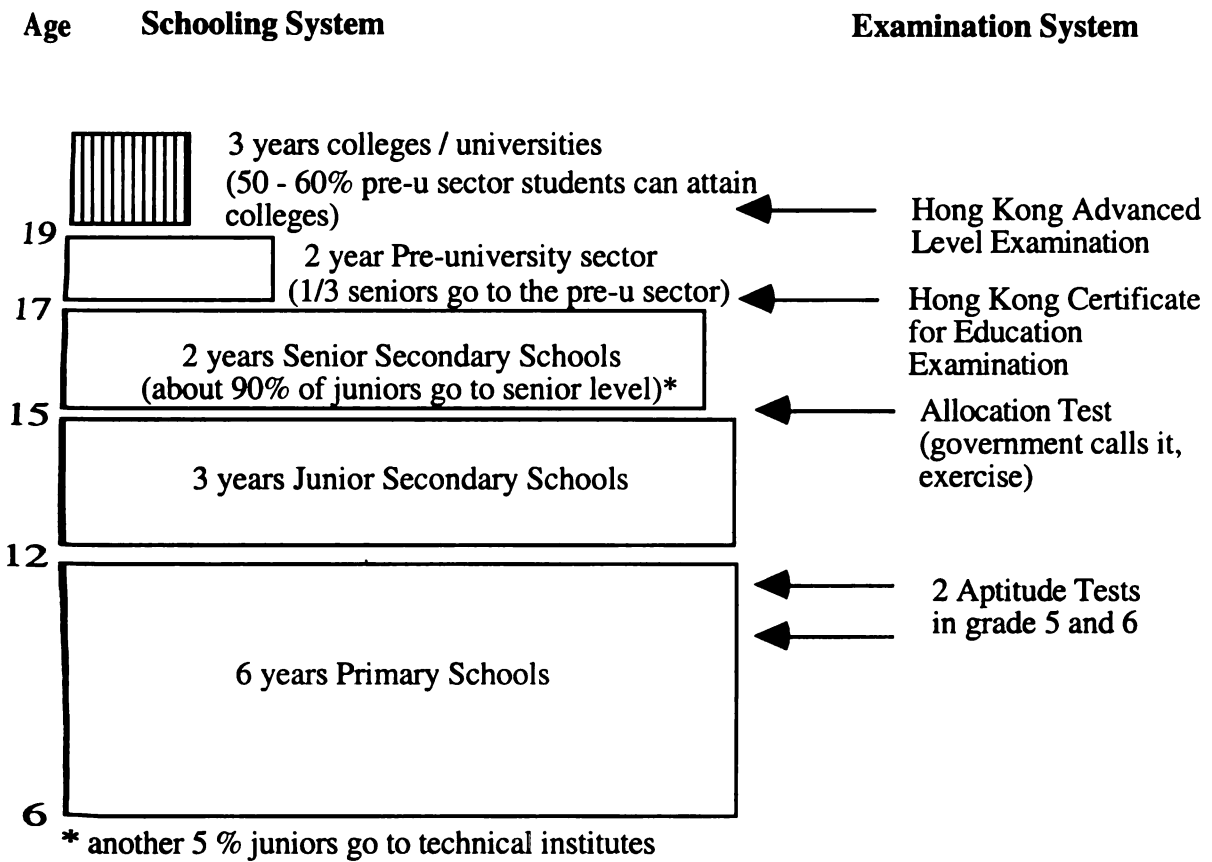 Age Schooling System Examination System
3 years colleges / universities
(50 - 60% pre-u sector students can attain
colleges)
Hong Kong Advanced
Level Examination
19
2 year Pre-university sector
(1/3 seniors go to the pre-u sector)
Hong Kong Certificate
for Education
Examination
17
2 years Senior Secondary Schools
(about 90% of juniors go to senior level)*
15
Allocation Test
(government calls it,
exercise)
3 years Junior Secondary Schools
12
2 Aptitude Tests
in grade 5 and 6
6 years Primary Schools
6
* another 5 % juniors go to technical institutes